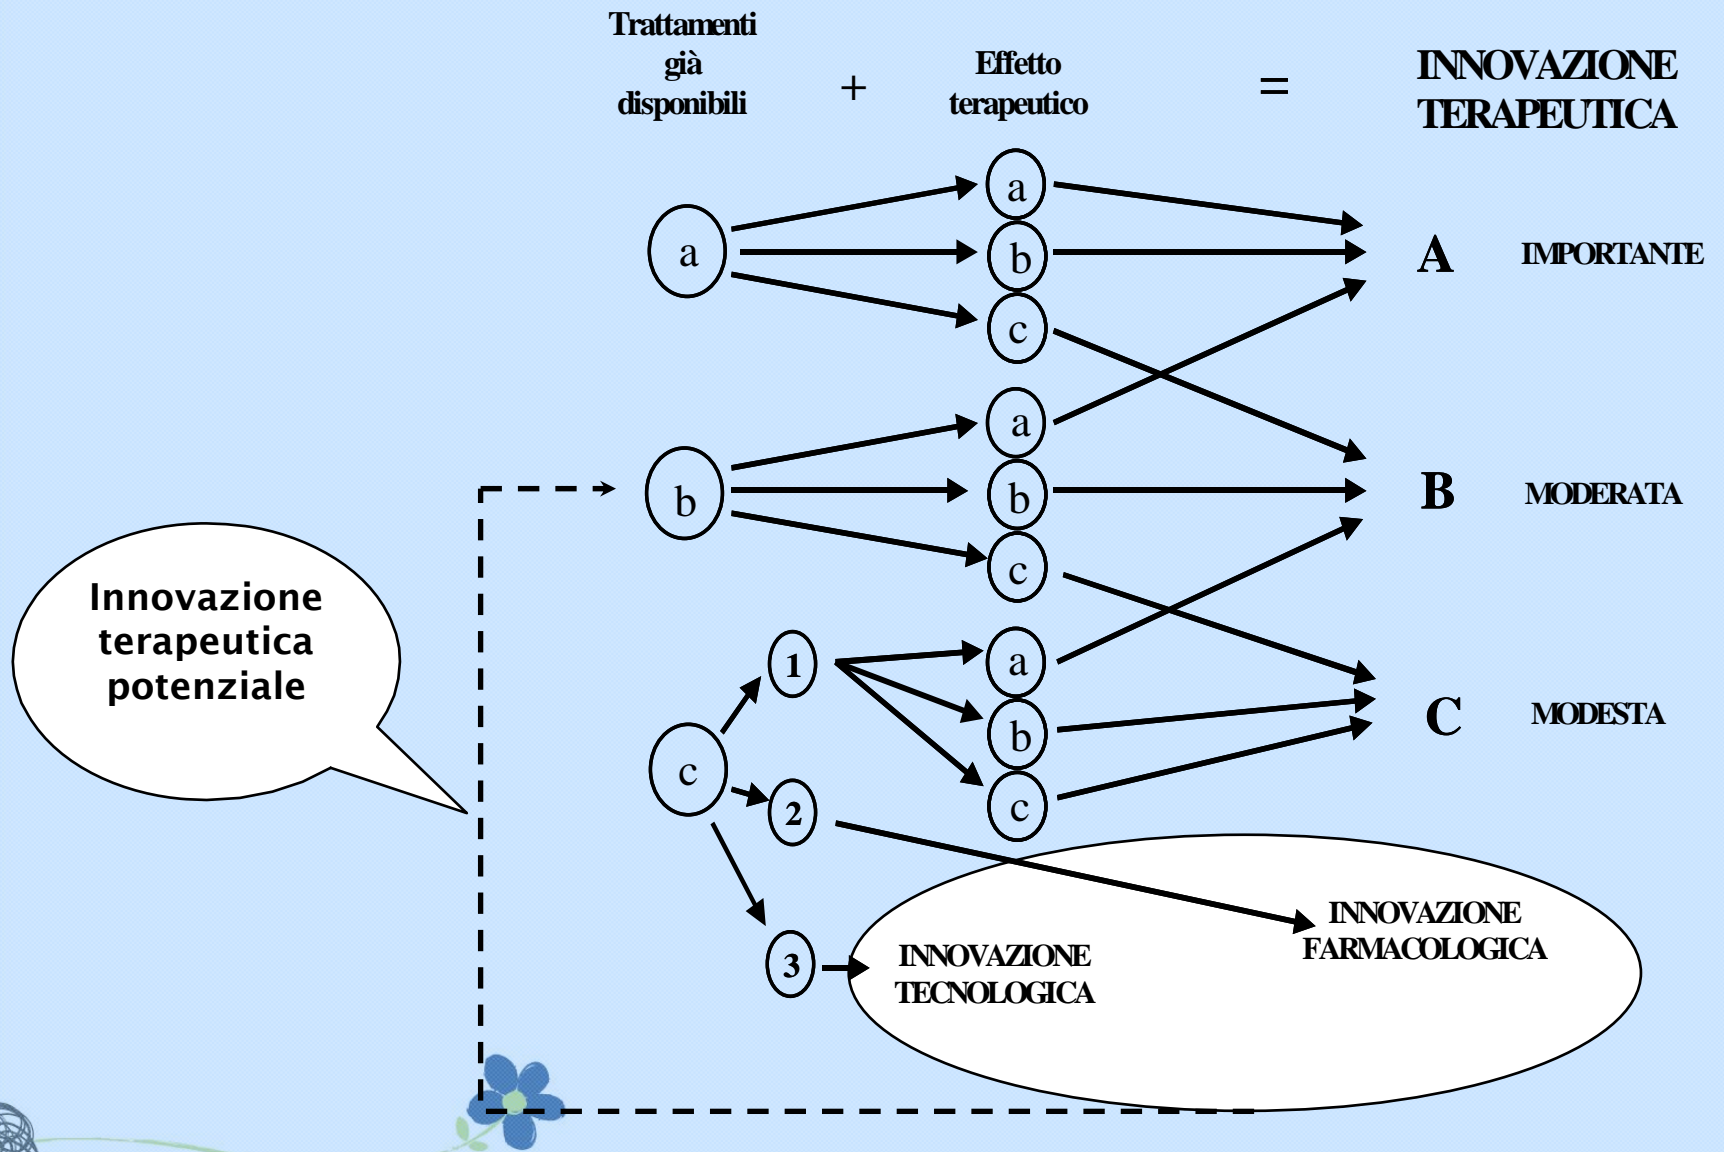 Trattamenti
già
disponibili
+
Effetto
terapeutico
=
INNOVAZIONE
TERAPEUTICA
a
a
b
c
A IMPORTANTE
b
a
b
c
B MODERATA
Innovazione
terapeutica
potenziale
c
1
2
3
a
b
c
C MODESTA
INNOVAZIONE
TECNOLOGICA
INNOVAZIONE
FARMACOLOGICA